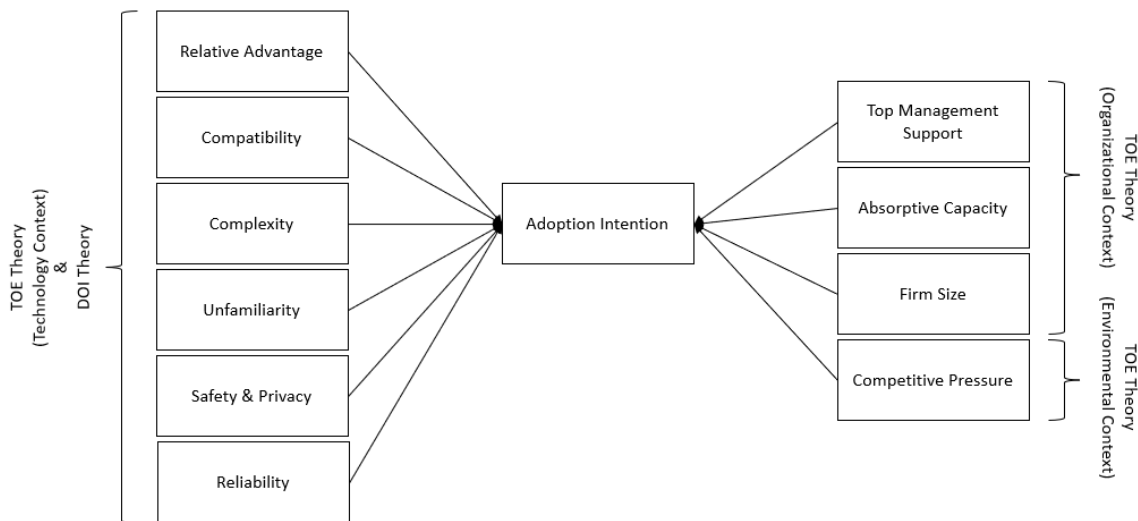 TOE Theory
(Technology Context)
&
DOI Theory
Relative Advantage
Compatibility
Complexity
Unfamiliarity
Safety & Privacy
Reliability
Adoption Intention
Top Management
Support
Absorptive Capacity
Firm Size
Competitive Pressure
TOE Theory
(Organizational Context)
TOE Theory
(Environmental Context)